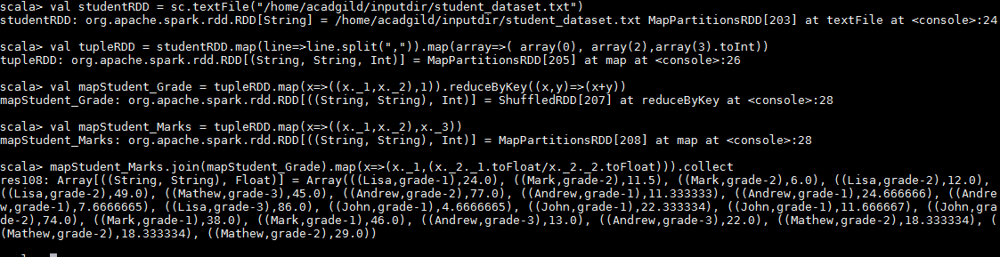 scala> val studentRDD = sc.textFile("/home/acadgild/inputdir/student_dataset.txt")
studentRDD: org.apache.spark.rdd.RDD[String] = /home/acadgild/inputdir/student_dataset.txt MapPartitionsRDD[203] at textFile at <console>:24
scala> val tupleRDD = studentRDD.map(line=>line.split(",")).map(array=>( array(0), array(2),array(3).toInt))
tupleRDD: org.apache.spark.rdd.RDD[(String, String, Int)] = MapPartitionsRDD[205] at map at <console>:26
scala> val mapStudent_Grade = tupleRDD.map(x=>((x._1,x._2),1)).reduceByKey((x,y)=>(x+y))
mapStudent_Grade: org.apache.spark.rdd.RDD[((String, String), Int)] = ShuffledRDD[207] at reduceByKey at <console>:28
scala> val mapStudent_Marks = tupleRDD.map(x=>((x._1,x._2),x._3))
mapStudent_Marks: org.apache.spark.rdd.RDD[((String, String), Int)] = MapPartitionsRDD[208] at map at <console>:28
scala> mapStudent_Marks.join(mapStudent_Grade).map(x=>(x._1,(x._2._1.toFloat/x._2._2.toFloat))).collect
res108: Array[((String, String), Float)] = Array(((Lisa,grade-1),24.0), ((Mark,grade-2),11.5), ((Mark,grade-2),6.0), ((Lisa,grade-2),12.0),
((Lisa,grade-2),49.0), ((Mathew,grade-3),45.0), ((Andrew,grade-2),77.0), ((Andrew,grade-1),11.333333), ((Andrew,grade-1),24.666666), ((Andre
w,grade-1),7.6666665), ((Lisa,grade-3),86.0), ((John,grade-1),4.6666665), ((John,grade-1),22.333334), ((John,grade-1),11.666667), ((John,gra
de-2),74.0), ((Mark,grade-1),38.0), ((Mark,grade-1),46.0), ((Andrew,grade-3),13.0), ((Andrew,grade-3),22.0), ((Mathew,grade-2),18.333334), (
(Mathew,grade-2),18.333334), ((Mathew,grade-2),29.0))